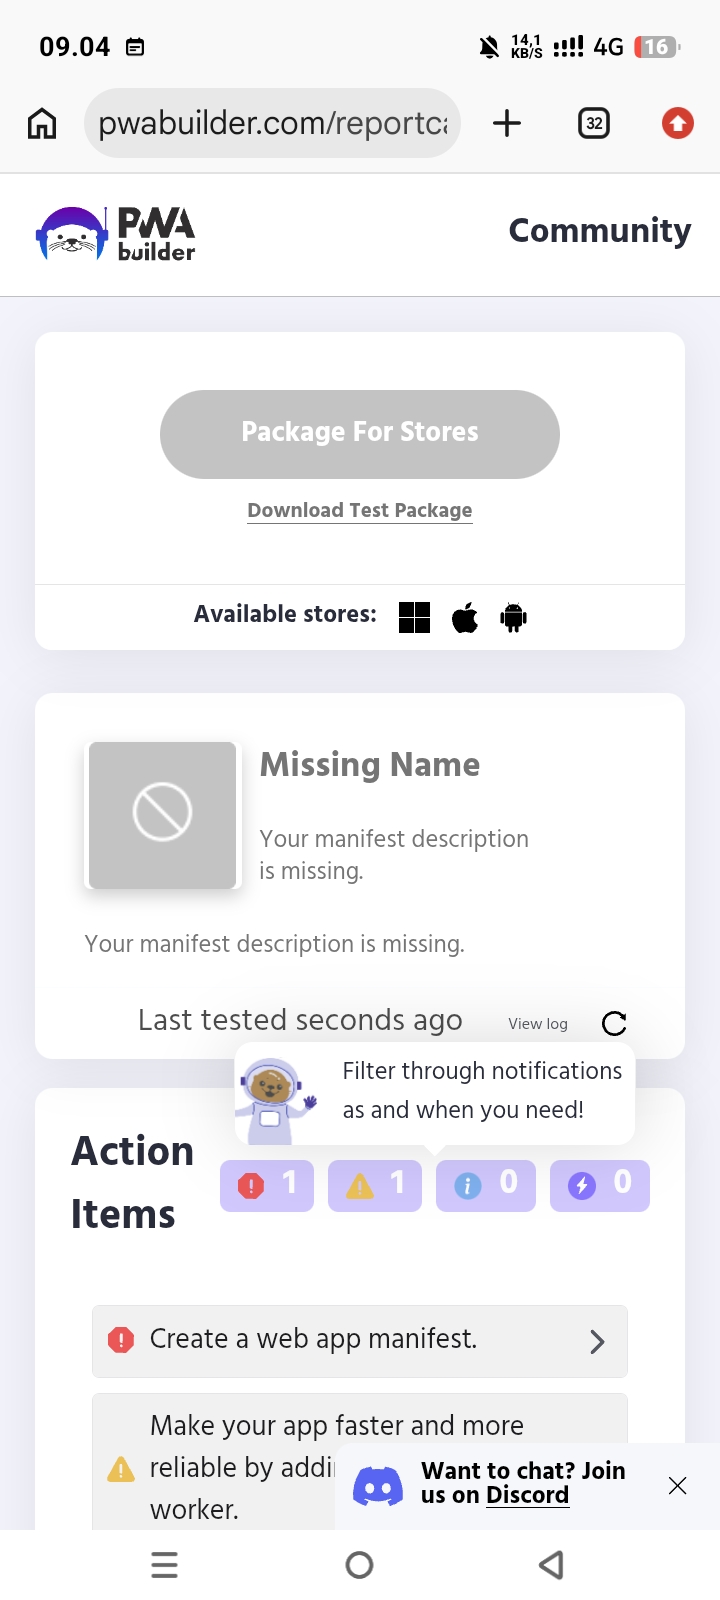 09.04
14,1
KB/S
4G
16
pwabuilder.com/reportca
32
PWA
builder
Community
Package For Stores
Download Test Package
Available stores:
Missing Name
Your manifest description
is missing.
Your manifest description is missing.
Last tested seconds ago
View log
Filter through notifications
as and when you need!
Action
Items
1
1
0
0
Create a web app manifest.
Make your app faster and more
reliable by addi
worker.
Want to chat? Join
us on Discord